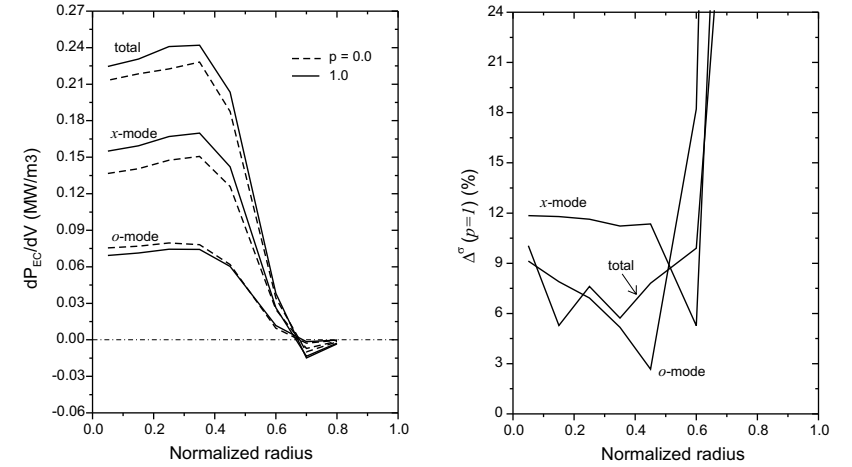 0.27
0.24
0.21
0.18
0.15
0.12
0.09
0.06
0.03
0.00
-0.03
-0.06
dP_EC/dV (MW/m3)
total
x-mode
o-mode
p = 0.0
1.0
0.0 0.2 0.4 0.6 0.8 1.0
Normalized radius
24
21
18
15
12
9
6
3
0
Δ^σ (p=1) (%)
x-mode
total
o-mode
0.0 0.2 0.4 0.6 0.8 1.0
Normalized radius